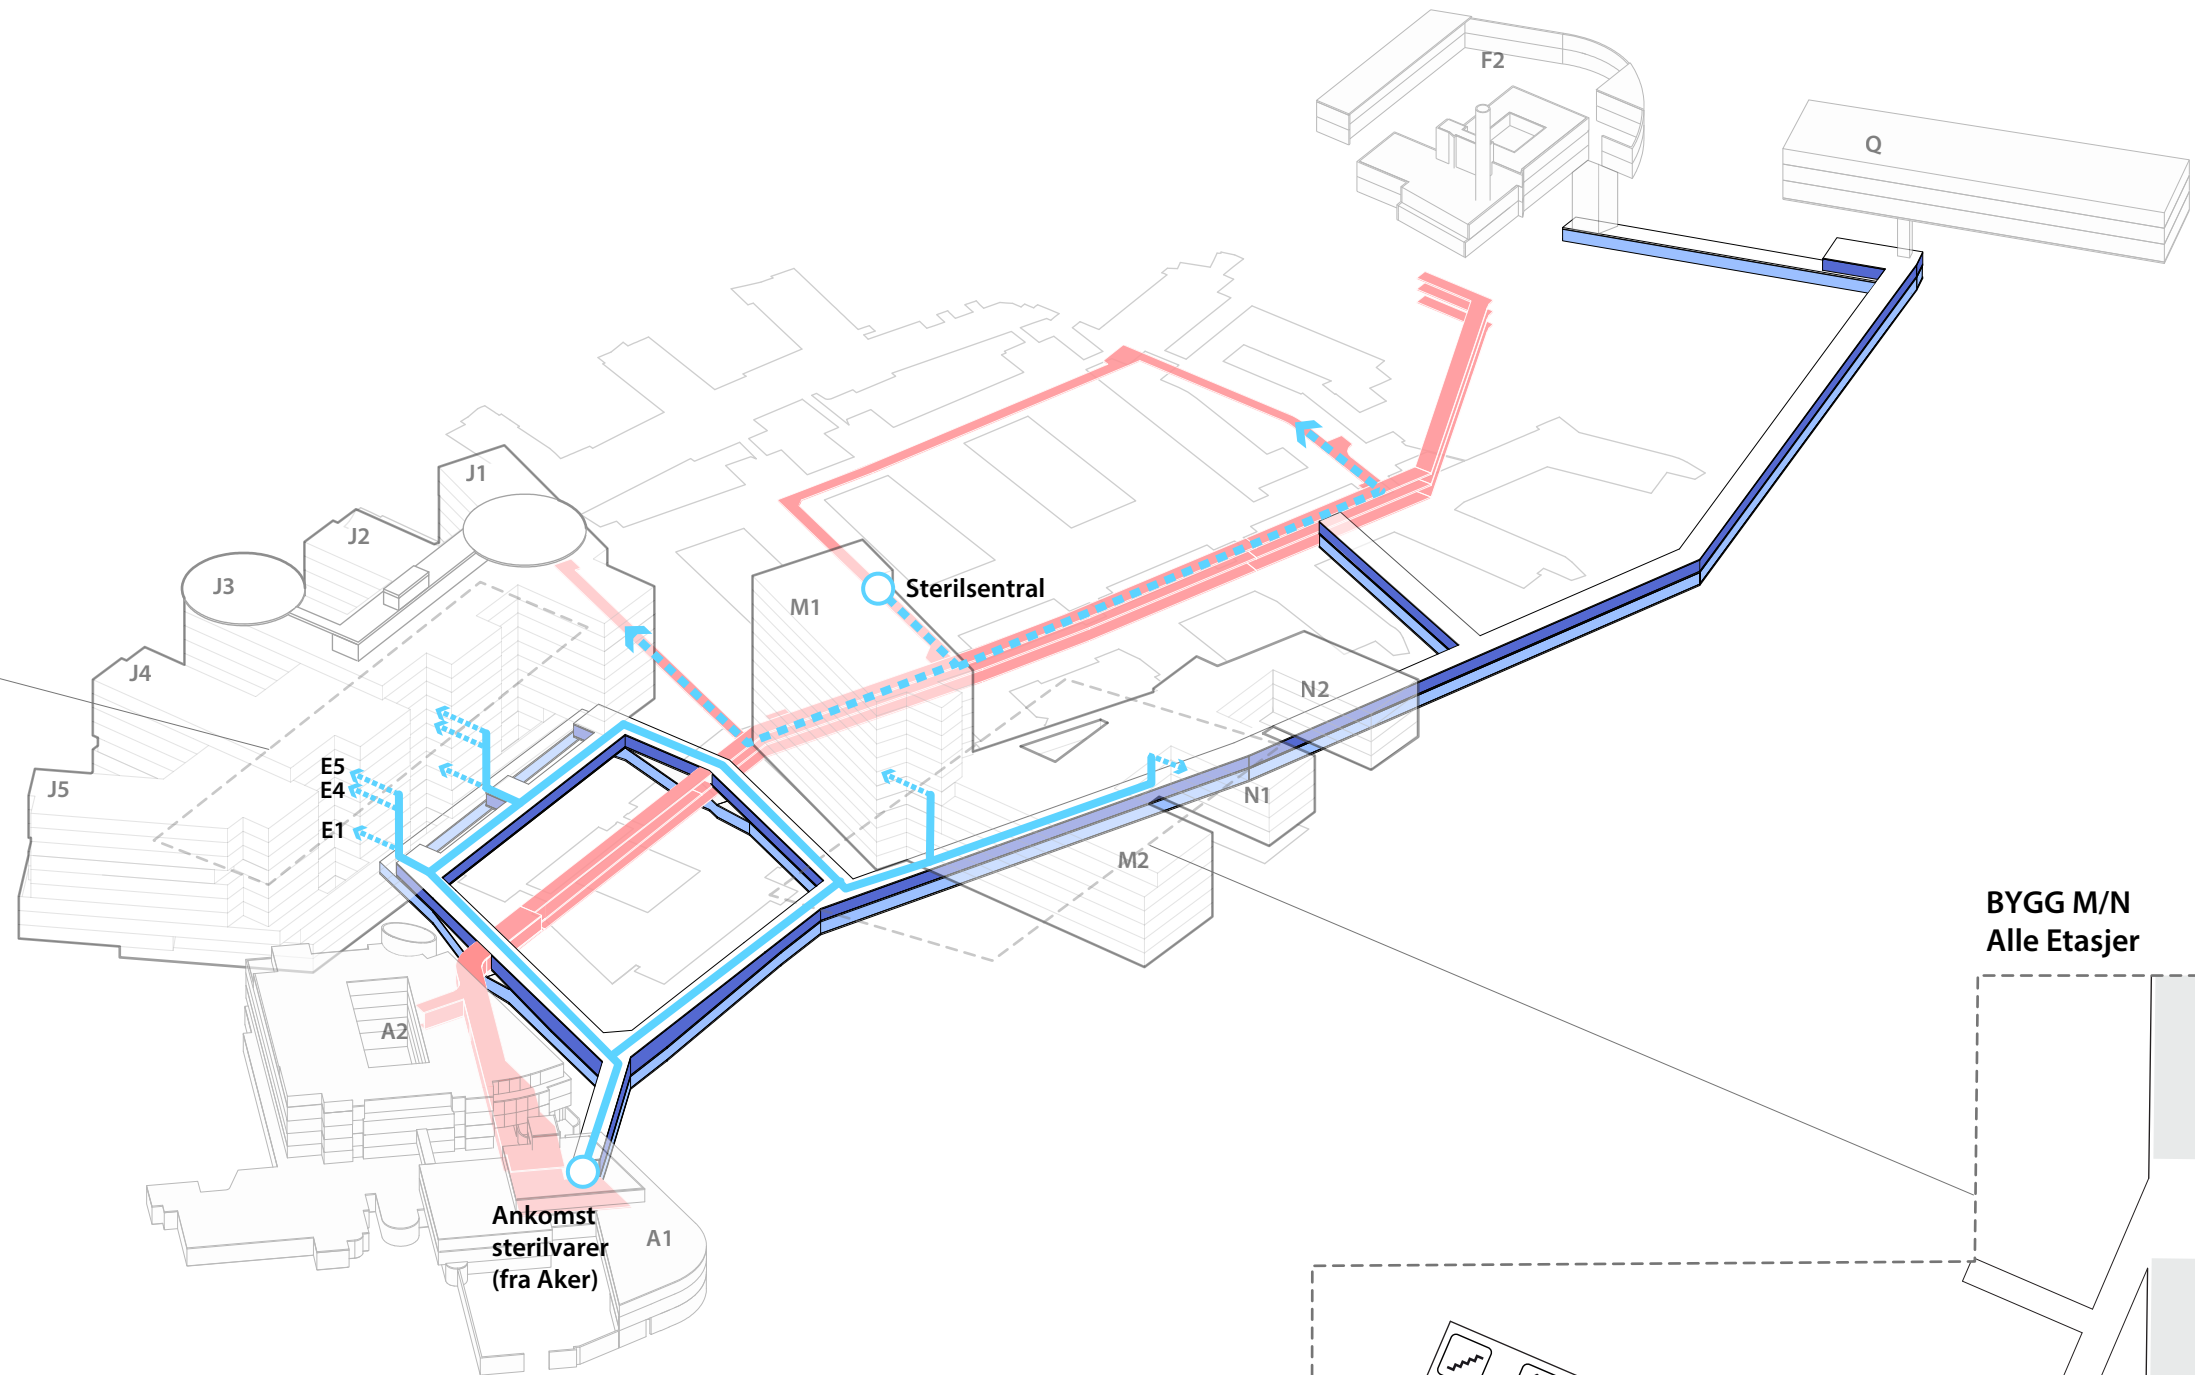 F2
Q
J1
J2
J3
Sterilsentral
M1
J4
N2
E5
E4
J5
N1
E1
M2
BYGG M/N
Alle Etasjer
A2
Ankomst
sterilvarer
(fra Aker)
A1